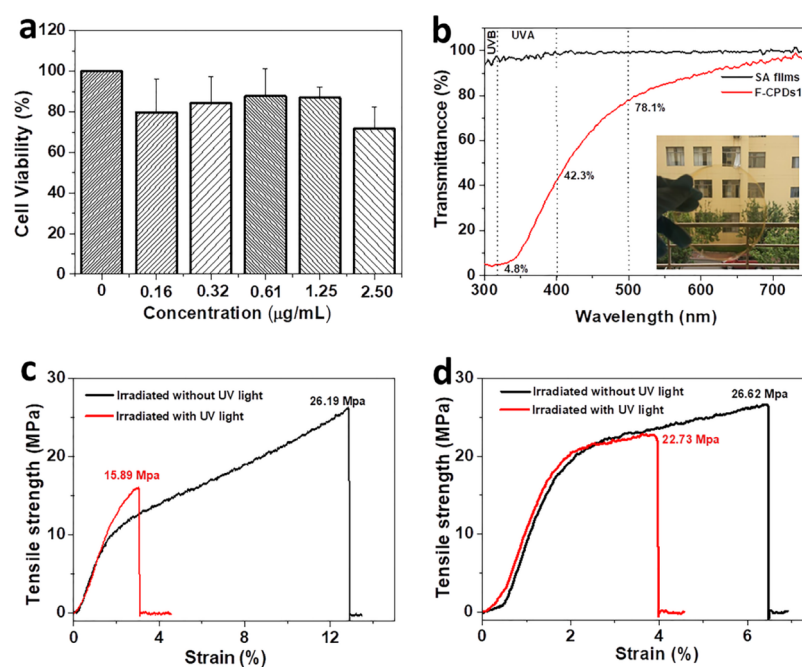 a
120
100
80
60
40
20
0
Cell Viability (%)
0
0.16
0.32
0.61
1.25
2.50
Concentration (μg/mL)
b
UVB
UVA
100
80
60
40
20
0
Transmittancce (%)
SA fiims
F-CPDs1
78.1%
42.3%
4.8%
300
400
500
600
700
Wavelength (nm)
c
30
20
10
0
Tensile strength (MPa)
Irradiated without UV light
Irradiated with UV light
26.19 Mpa
15.89 Mpa
0
3
6
9
12
Strain (%)
d
30
20
10
0
Tensile strength (MPa)
Irradiated without UV light
Irradiated with UV light
26.62 Mpa
22.73 Mpa
0
2
4
6
Strain (%)